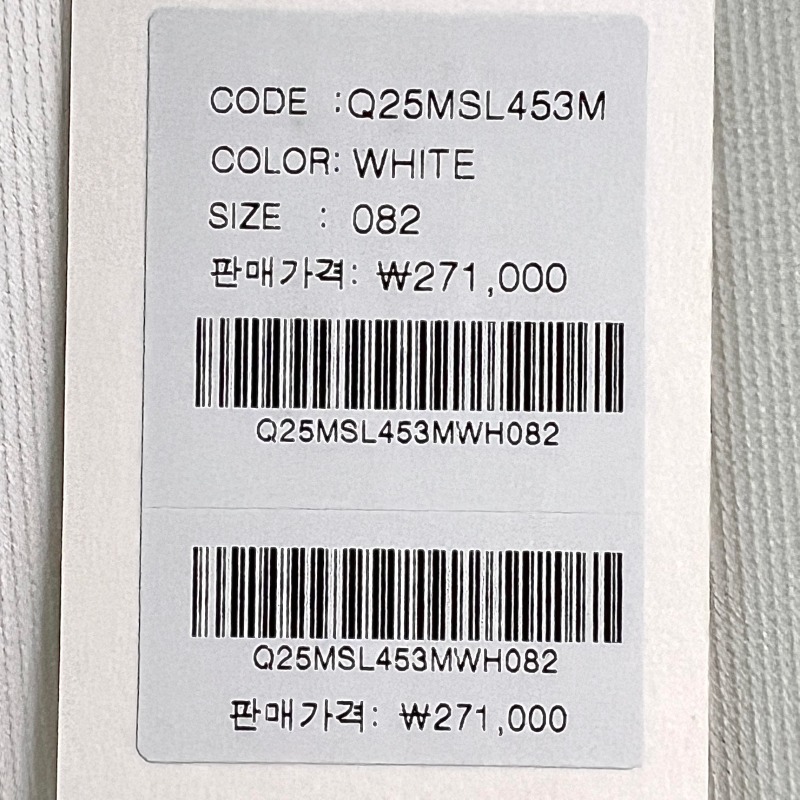 CODE :Q25MSL453M
COLOR: WHITE
SIZE : 082
판매가격: ₩271,000
Q25MSL453MWH082
Q25MSL453MWH082
판매가격: ₩271,000